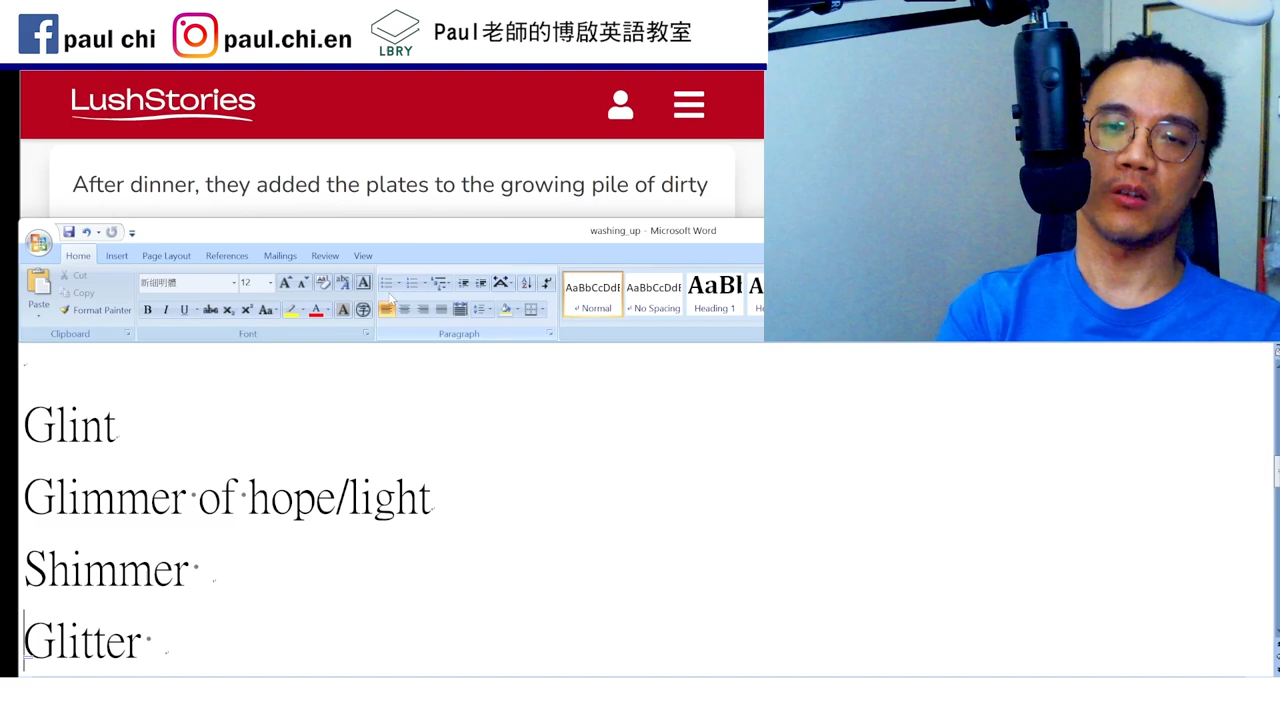 paul chi
paul.chi.en
LBRY
Paul老師的博啟英語教室
LushStories
After dinner, they added the plates to the growing pile of dirty
washing_up - Microsoft Word
Home Insert Page Layout References Mailings Review View
Paste
Cut
Copy
Format Painter
Clipboard
新細明體 12
Font
Paragraph
AaBbCcDdE AaBbCcDdE AaBbI AaB
Normal No Spacing Heading 1
Glint
Glimmer of hope/light
Shimmer
Glitter